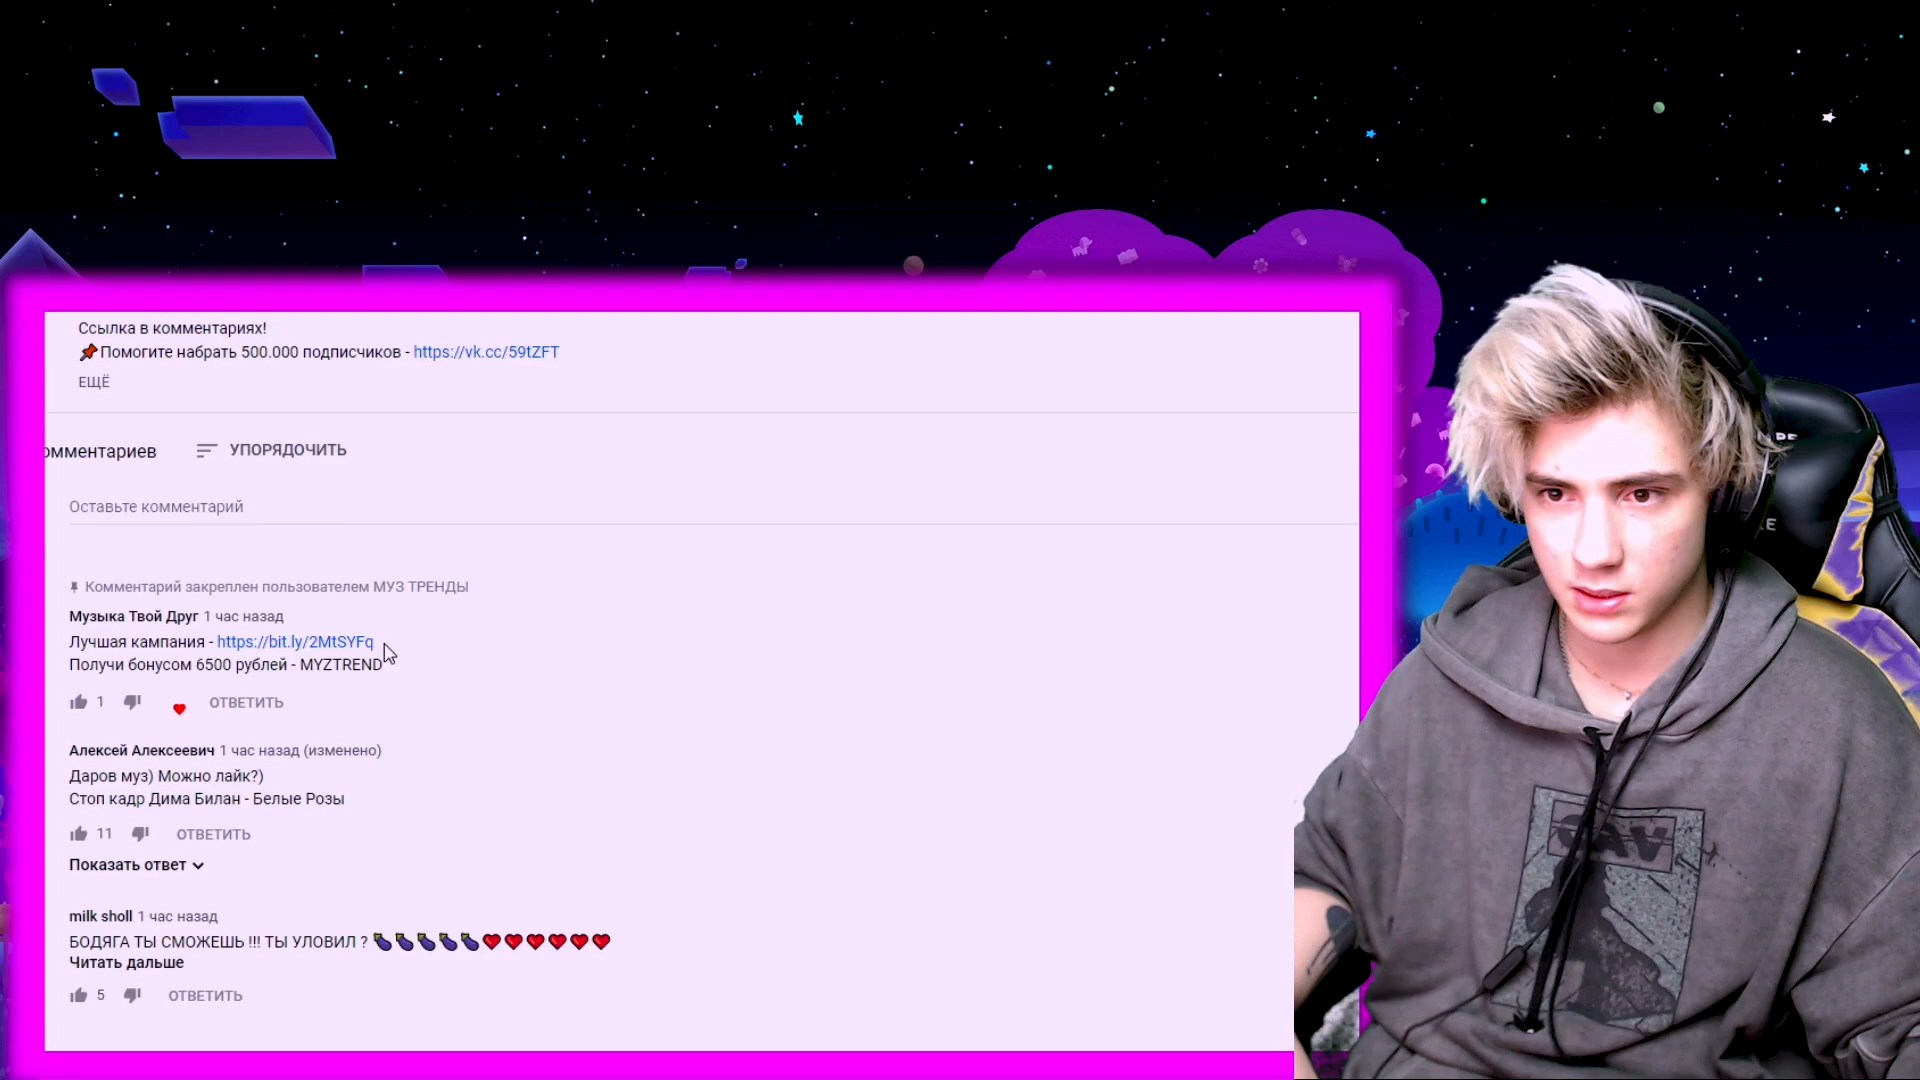 Ссылка в комментариях!
📌Помогите набрать 500.000 подписчиков - https://vk.cc/59tZFT
ЕЩЁ
омментариев
УПОРЯДОЧИТЬ
Оставьте комментарий
Комментарий закреплен пользователем МУЗ ТРЕНДЫ
Музыка Твой Друг 1 час назад
Лучшая кампания - https://bit.ly/2MtSYFq
Получи бонусом 6500 рублей - MYZTREND
1
ОТВЕТИТЬ
Алексей Алексеевич 1 час назад (изменено)
Даров муз) Можно лайк?)
Стоп кадр Дима Билан - Белые Розы
11
ОТВЕТИТЬ
Показать ответ
milk sholl 1 час назад
БОДЯГА ТЫ СМОЖЕШЬ !!! ТЫ УЛОВИЛ ? 🍆🍆🍆🍆🍆❤❤❤❤❤❤
Читать дальше
5
ОТВЕТИТЬ